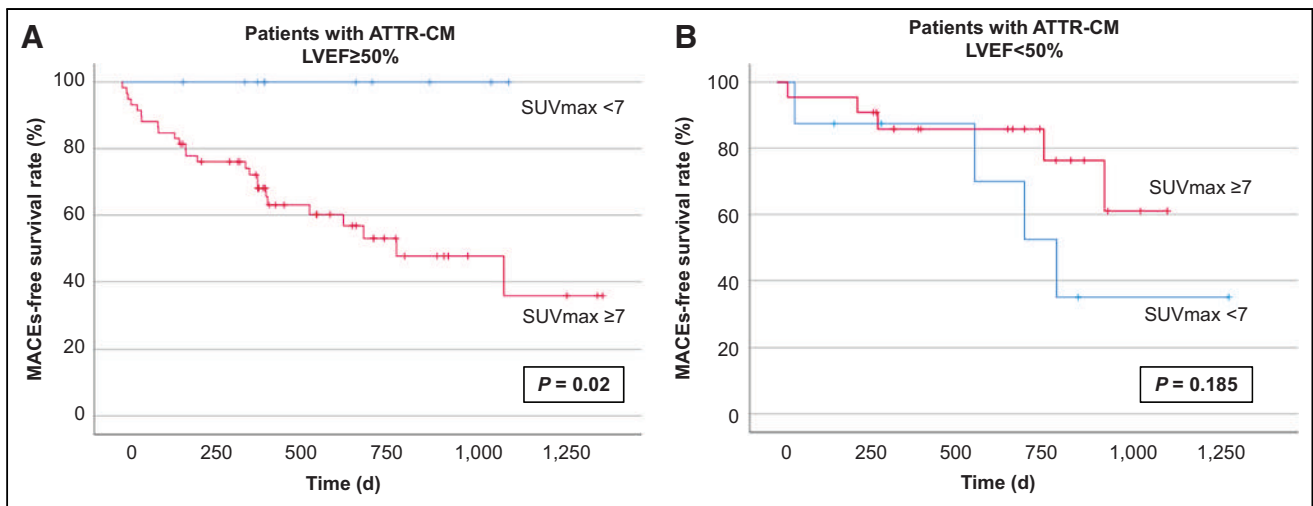 A
Patients with ATTR-CM
LVEF≥50%
MACEs-free survival rate (%)
100
80
60
40
20
0
SUVmax <7
SUVmax ≥7
P = 0.02
0 250 500 750 1,000 1,250
Time (d)
B
Patients with ATTR-CM
LVEF<50%
MACEs-free survival rate (%)
100
80
60
40
20
0
SUVmax ≥7
SUVmax <7
P = 0.185
0 250 500 750 1,000 1,250
Time (d)